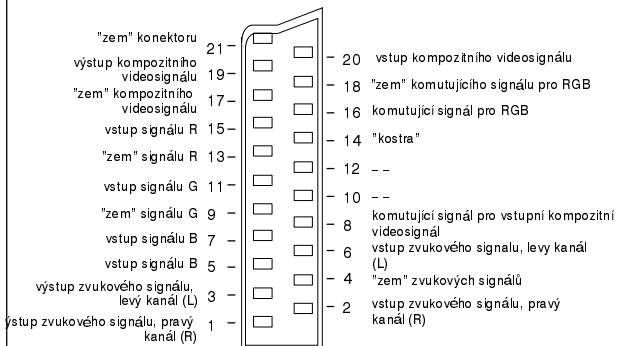 "zem" konektoru
21
výstup kompozitního
videosignálu
19
"zem" kompozitního
videosignálu
17
vstup signálu R
15
"zem" signálu R
13
vstup signálu G
11
"zem" signálu G
9
vstup signálu B
7
vstup signálu B
5
výstup zvukového signálu,
levý kanál (L)
3
ýstup zvukového signálu, pravý
kanál (R)
1
20 vstup kompozitního videosignálu
18 "zem" komutujícího signálu pro RGB
16 komutující signál pro RGB
14 "kostra"
12 – –
10 – –
8 komutující signál pro vstupní kompozitní
videosignál
6 vstup zvukového signalu, levy kanál
(L)
4 "zem" zvukových signálů
2 vstup zvukového signálu, pravý
kanál (R)